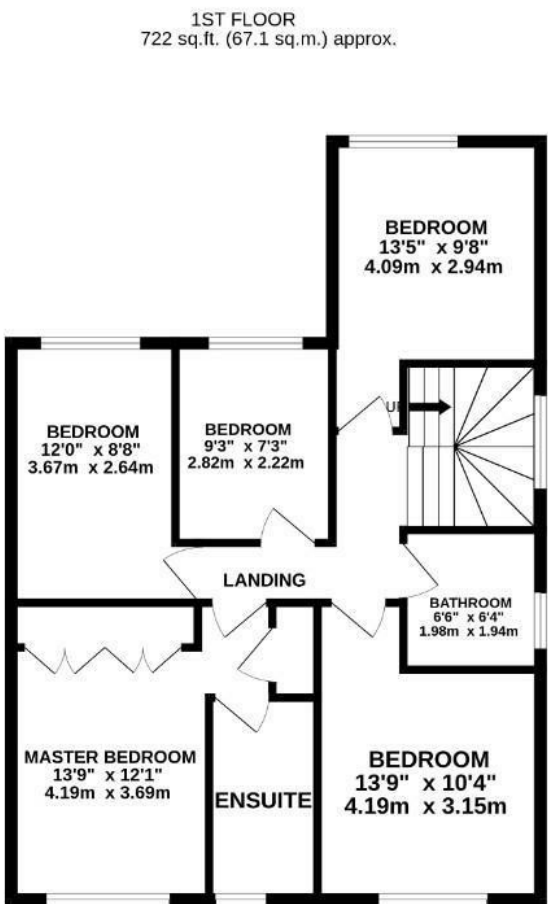 1ST FLOOR
722 sq.ft. (67.1 sq.m.) approx.
BEDROOM
13'5" x 9'8"
4.09m x 2.94m
UP
BEDROOM
12'0" x 8'8"
3.67m x 2.64m
BEDROOM
9'3" x 7'3"
2.82m x 2.22m
LANDING
BATHROOM
6'6" x 6'4"
1.98m x 1.94m
MASTER BEDROOM
13'9" x 12'1"
4.19m x 3.69m
ENSUITE
BEDROOM
13'9" x 10'4"
4.19m x 3.15m